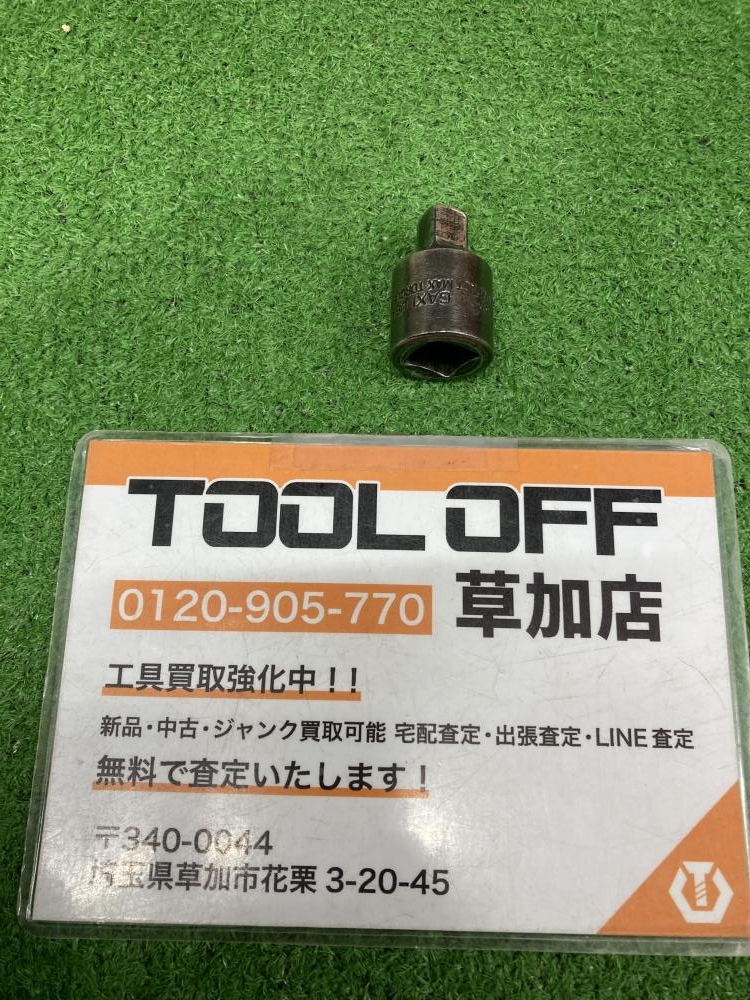 MAX
TOOL OFF
0120-905-770 草加店
工具買取強化中!!
新品・中古・ジャンク買取可能 宅配査定・出張査定・LINE査定
無料で査定いたします!
〒340-0044
埼玉県草加市花栗 3-20-45